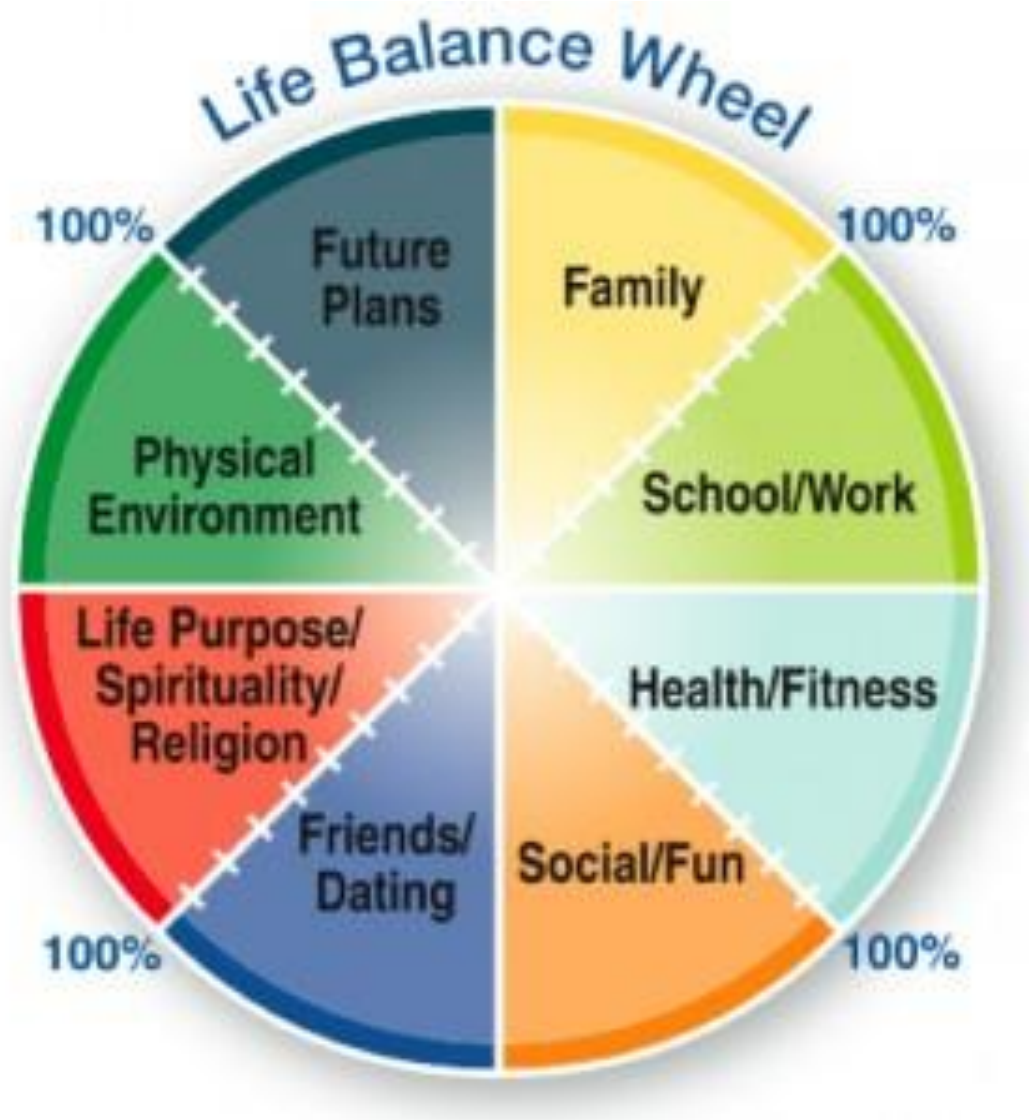 Life Balance Wheel
100%
100%
Future
Plans
Family
Physical
Environment
School/Work
Life Purpose/
Spirituality/
Religion
Health/Fitness
Friends/
Dating
Social/Fun
100%
100%